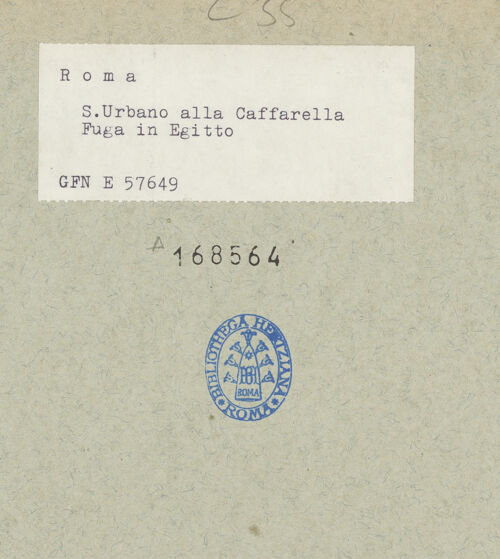 Roma
S.Urbano alla Caffarella
Fuga in Egitto
GFN E 57649
A 168564
BIBLIOTHECA HERTZIANA
ROMA
ROMA